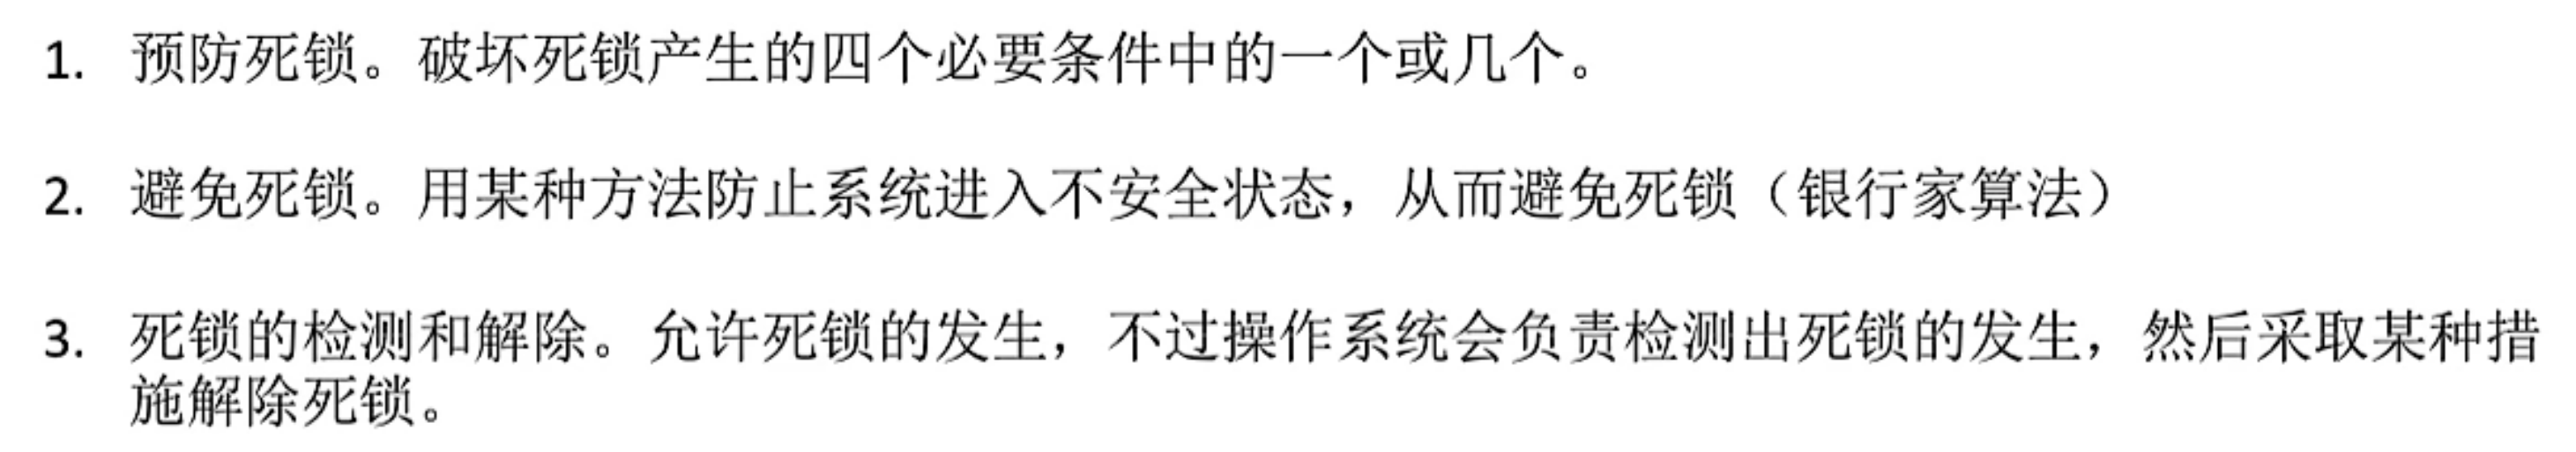 1. 预防死锁。破坏死锁产生的四个必要条件中的一个或几个。
2. 避免死锁。用某种方法防止系统进入不安全状态，从而避免死锁（银行家算法）
3. 死锁的检测和解除。允许死锁的发生，不过操作系统会负责检测出死锁的发生，然后采取某种措
施解除死锁。